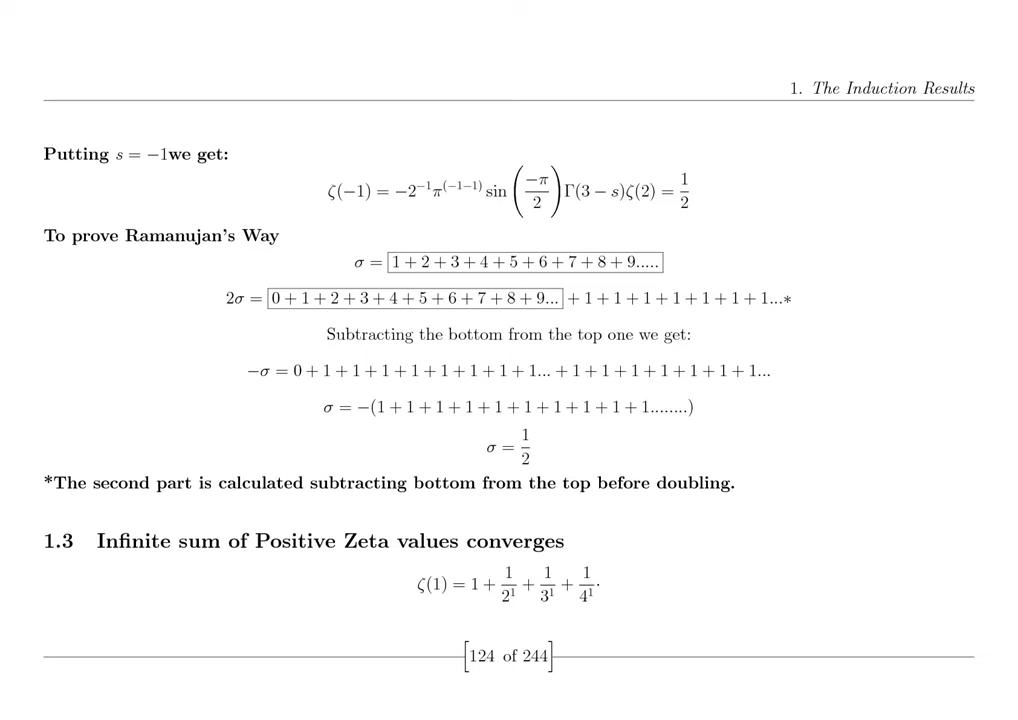 1. The Induction Results
Putting s = −1we get:
ζ(−1) = −2^{−1}π^{(−1−1)} sin(−π/2)Γ(3 − s)ζ(2) = 1/2
To prove Ramanujan's Way
σ = 1 + 2 + 3 + 4 + 5 + 6 + 7 + 8 + 9.....
2σ = 0 + 1 + 2 + 3 + 4 + 5 + 6 + 7 + 8 + 9... + 1 + 1 + 1 + 1 + 1 + 1 + 1...*
Subtracting the bottom from the top one we get:
−σ = 0 + 1 + 1 + 1 + 1 + 1 + 1 + 1 + 1... + 1 + 1 + 1 + 1 + 1 + 1 + 1...
σ = −(1 + 1 + 1 + 1 + 1 + 1 + 1 + 1 + 1........)
σ = 1/2
*The second part is calculated subtracting bottom from the top before doubling.
1.3 Infinite sum of Positive Zeta values converges
ζ(1) = 1 + 1/2^1 + 1/3^1 + 1/4^1 ·
124 of 244